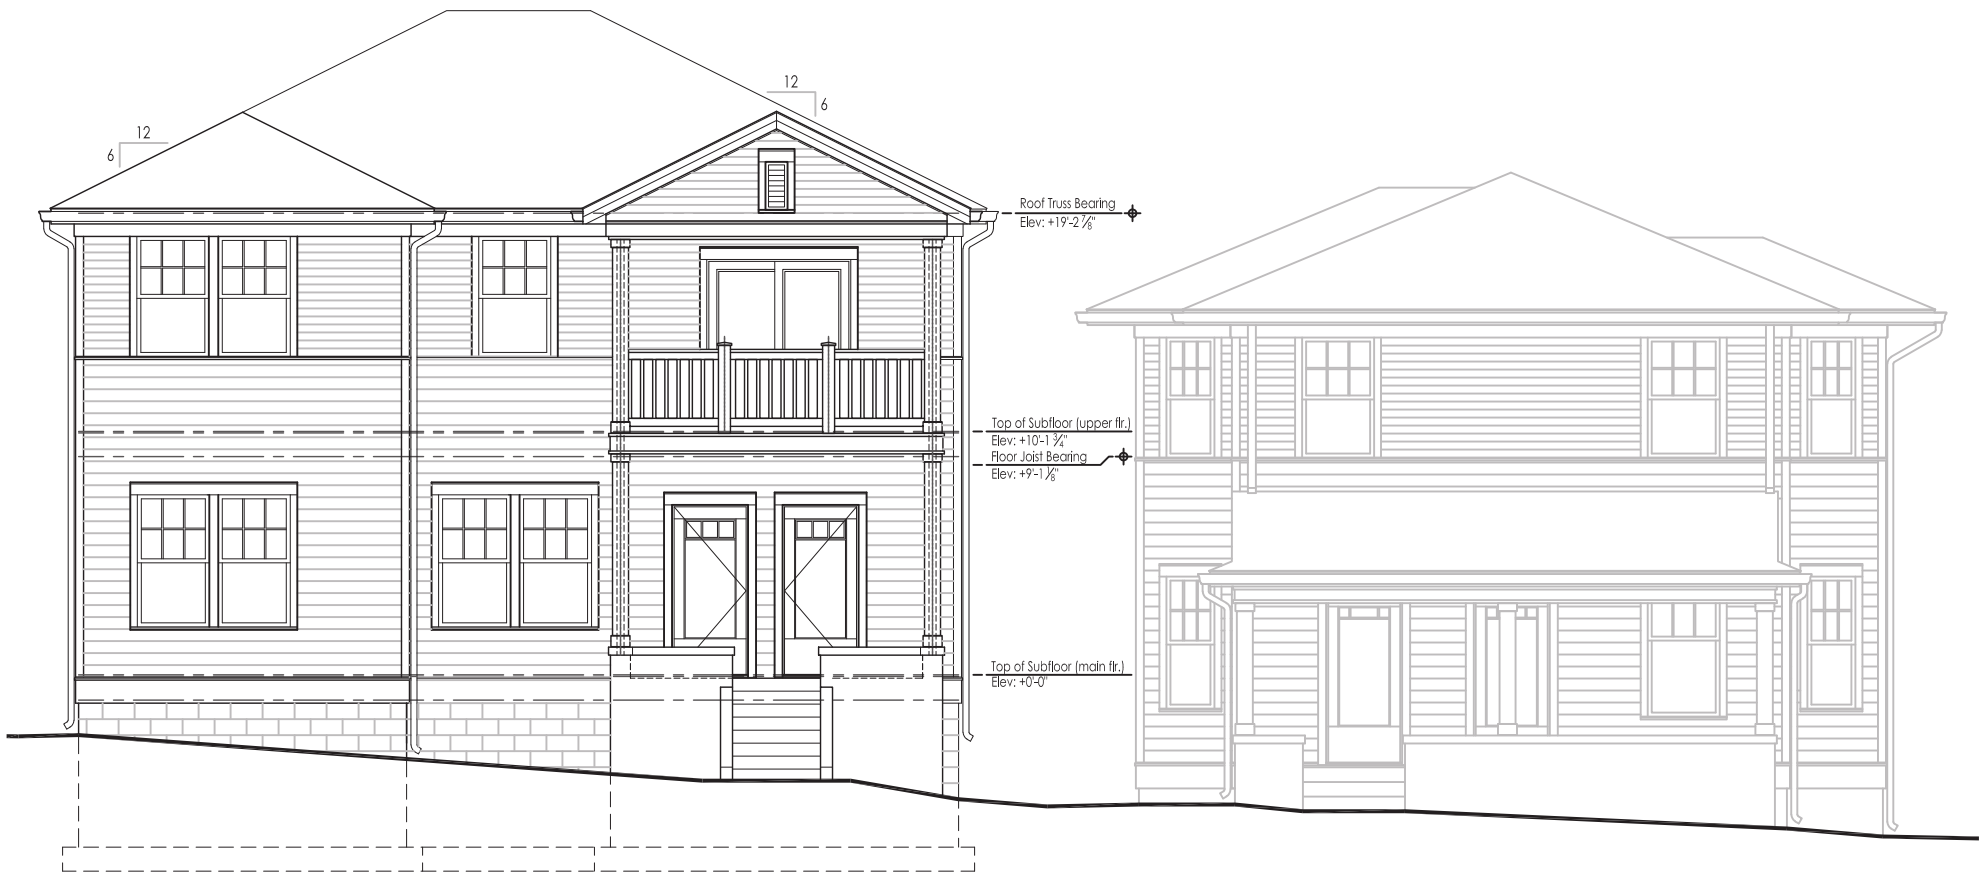 12
6
12
6
Roof Truss Bearing
Elev: +19'-2 7/8"
Top of Subfloor (upper flr.)
Elev: +10'-1 3/4"
Floor Joist Bearing
Elev: +9'-1 1/8"
Top of Subfloor (main flr.)
Elev: +0'-0"